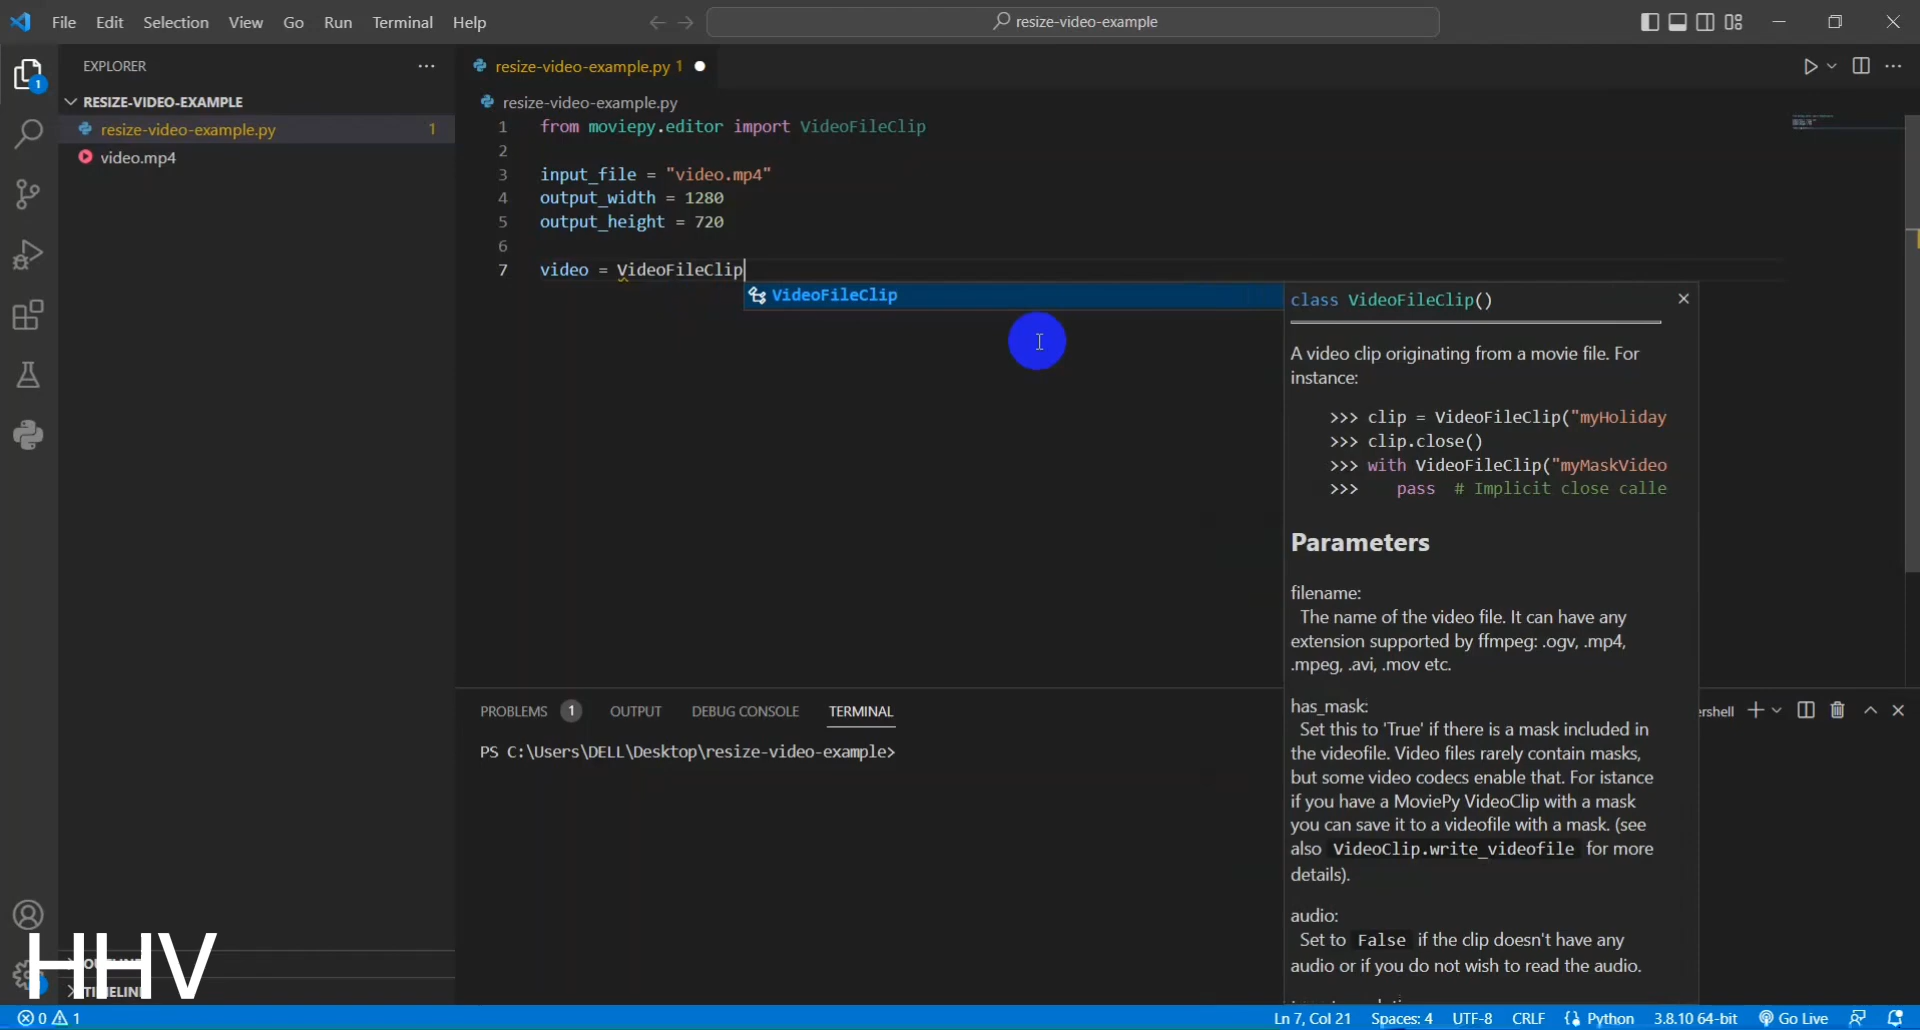 File Edit Selection View Go Run Terminal Help
resize-video-example
EXPLORER
RESIZE-VIDEO-EXAMPLE
resize-video-example.py 1
video.mp4
resize-video-example.py 1
resize-video-example.py
1 from moviepy.editor import VideoFileClip
2
3 input_file = "video.mp4"
4 output_width = 1280
5 output_height = 720
6
7 video = VideoFileClip
VideoFileClip
class VideoFileClip()
A video clip originating from a movie file. For
instance:
>>> clip = VideoFileClip("myHoliday
>>> clip.close()
>>> with VideoFileClip("myMaskVideo
>>> pass # Implicit close calle
Parameters
filename:
The name of the video file. It can have any
extension supported by ffmpeg: .ogv, .mp4,
.mpeg, .avi, .mov etc.
has_mask:
Set this to 'True' if there is a mask included in
the videofile. Video files rarely contain masks,
but some video codecs enable that. For istance
if you have a MoviePy VideoClip with a mask
you can save it to a videofile with a mask. (see
also VideoClip.write_videofile for more
details).
audio:
Set to False if the clip doesn't have any
audio or if you do not wish to read the audio.
PROBLEMS 1 OUTPUT DEBUG CONSOLE TERMINAL
ershell
PS C:\Users\DELL\Desktop\resize-video-example>
1
HHV
TIMELIN
0 1
Ln 7, Col 21 Spaces: 4 UTF-8 CRLF Python 3.8.10 64-bit Go Live